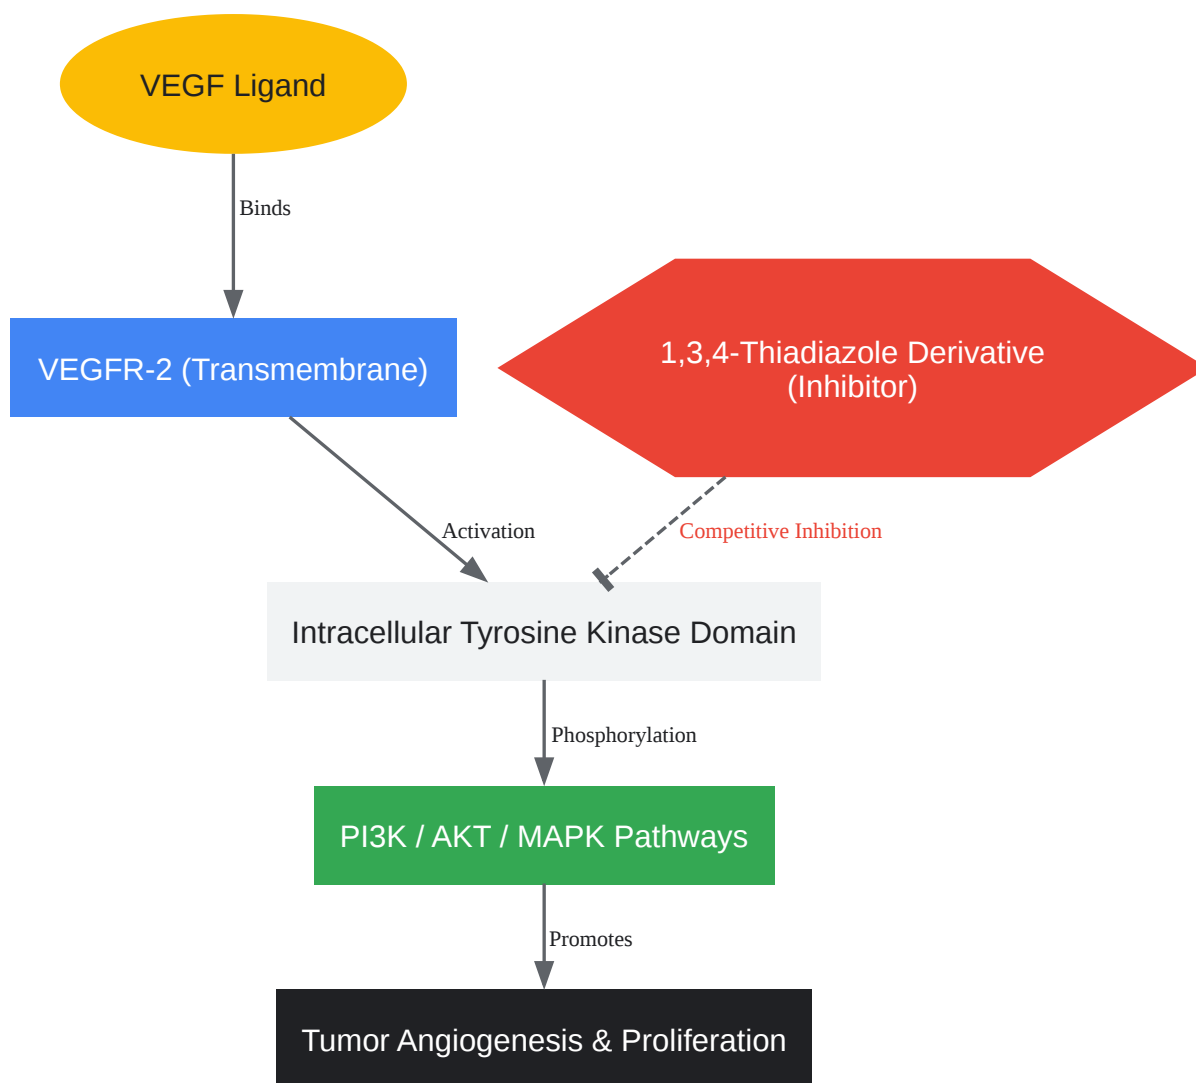 VEGF Ligand
Binds
VEGFR-2 (Transmembrane)
1,3,4-Thiadiazole Derivative
(Inhibitor)
Activation
Competitive Inhibition
Intracellular Tyrosine Kinase Domain
Phosphorylation
PI3K / AKT / MAPK Pathways
Promotes
Tumor Angiogenesis & Proliferation